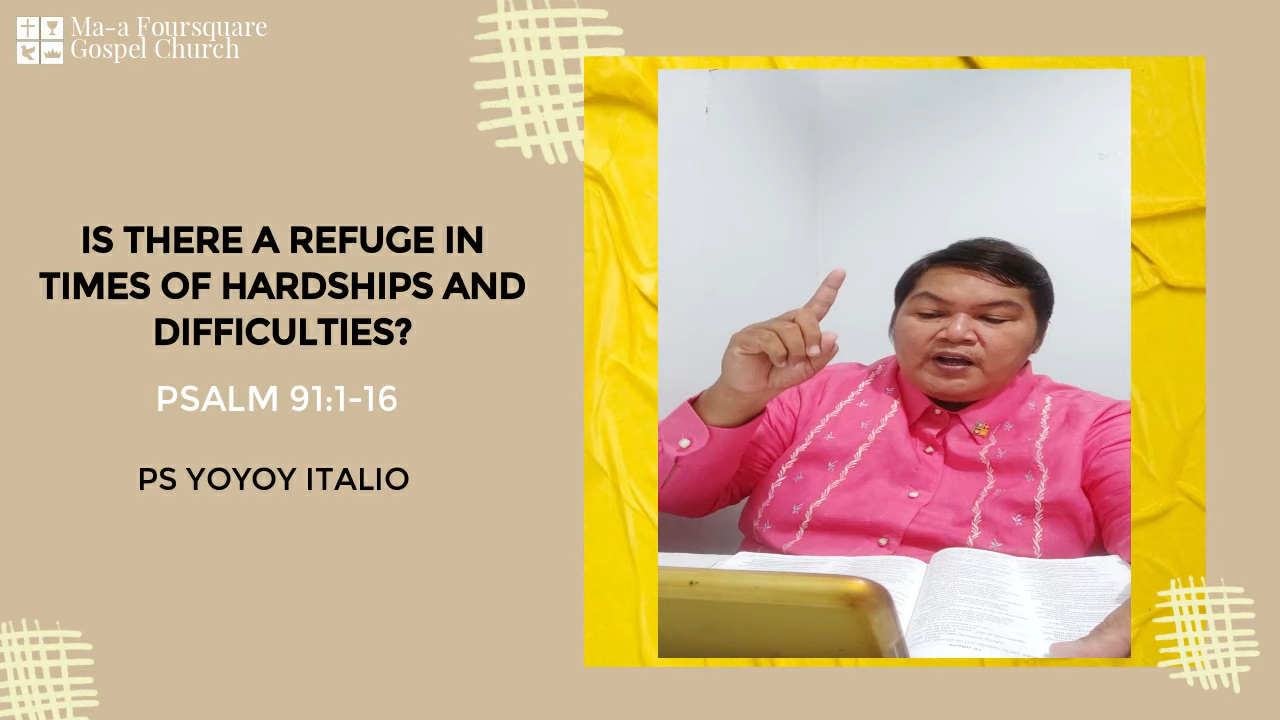 Ma-a Foursquare
Gospel Church
IS THERE A REFUGE IN
TIMES OF HARDSHIPS AND
DIFFICULTIES?
PSALM 91:1-16
PS YOYOY ITALIO